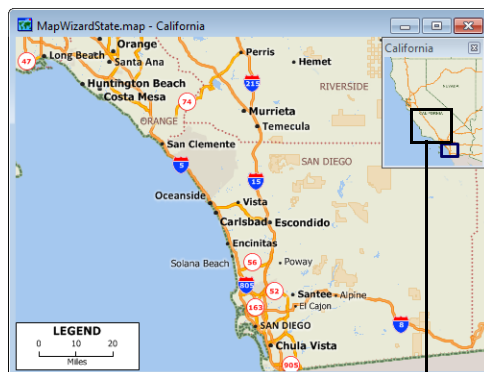 MapWizardState.map - California
California
NEVADA
CALIFORNIA
47
Orange
Long Beach
Santa Ana
Perris
Hemet
215
Huntington Beach
Costa Mesa
74
RIVERSIDE
ORANGE
Murrieta
Temecula
San Clemente
5
SAN DIEGO
15
Oceanside
Vista
Carlsbad
Escondido
Encinitas
Solana Beach
56
Poway
805
52
Santee
Alpine
El Cajon
163
SAN DIEGO
8
Chula Vista
905
LEGEND
0 10 20
Miles